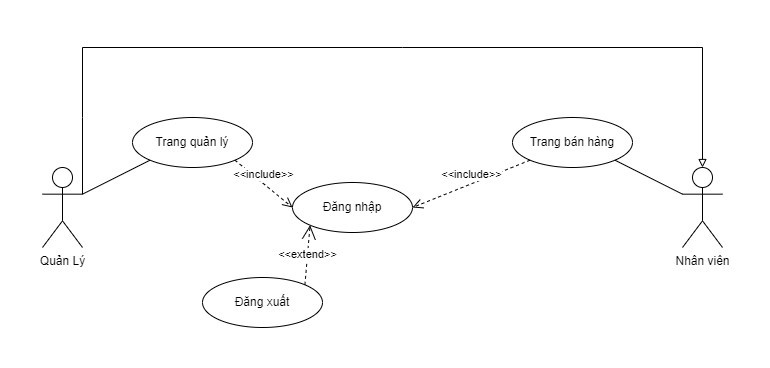 Trang quản lý
Trang bán hàng
<<include>>
<<include>>
Đăng nhập
<<extend>>
Quản Lý
Nhân viên
Đăng xuất